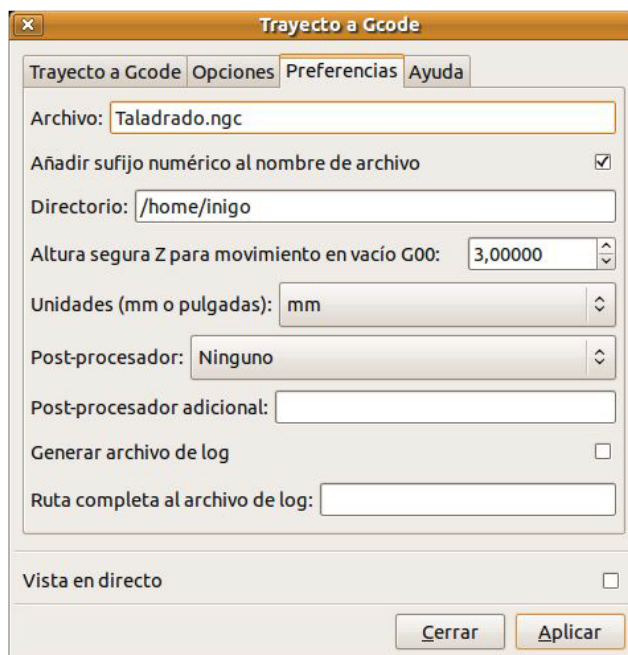 Trayecto a Gcode
Trayecto a Gcode Opciones Preferencias Ayuda
Archivo: Taladrado.ngc
Añadir sufijo numérico al nombre de archivo
Directorio: /home/inigo
Altura segura Z para movimiento en vacío G00: 3,00000
Unidades (mm o pulgadas): mm
Post-procesador: Ninguno
Post-procesador adicional:
Generar archivo de log
Ruta completa al archivo de log:
Vista en directo
Cerrar Aplicar